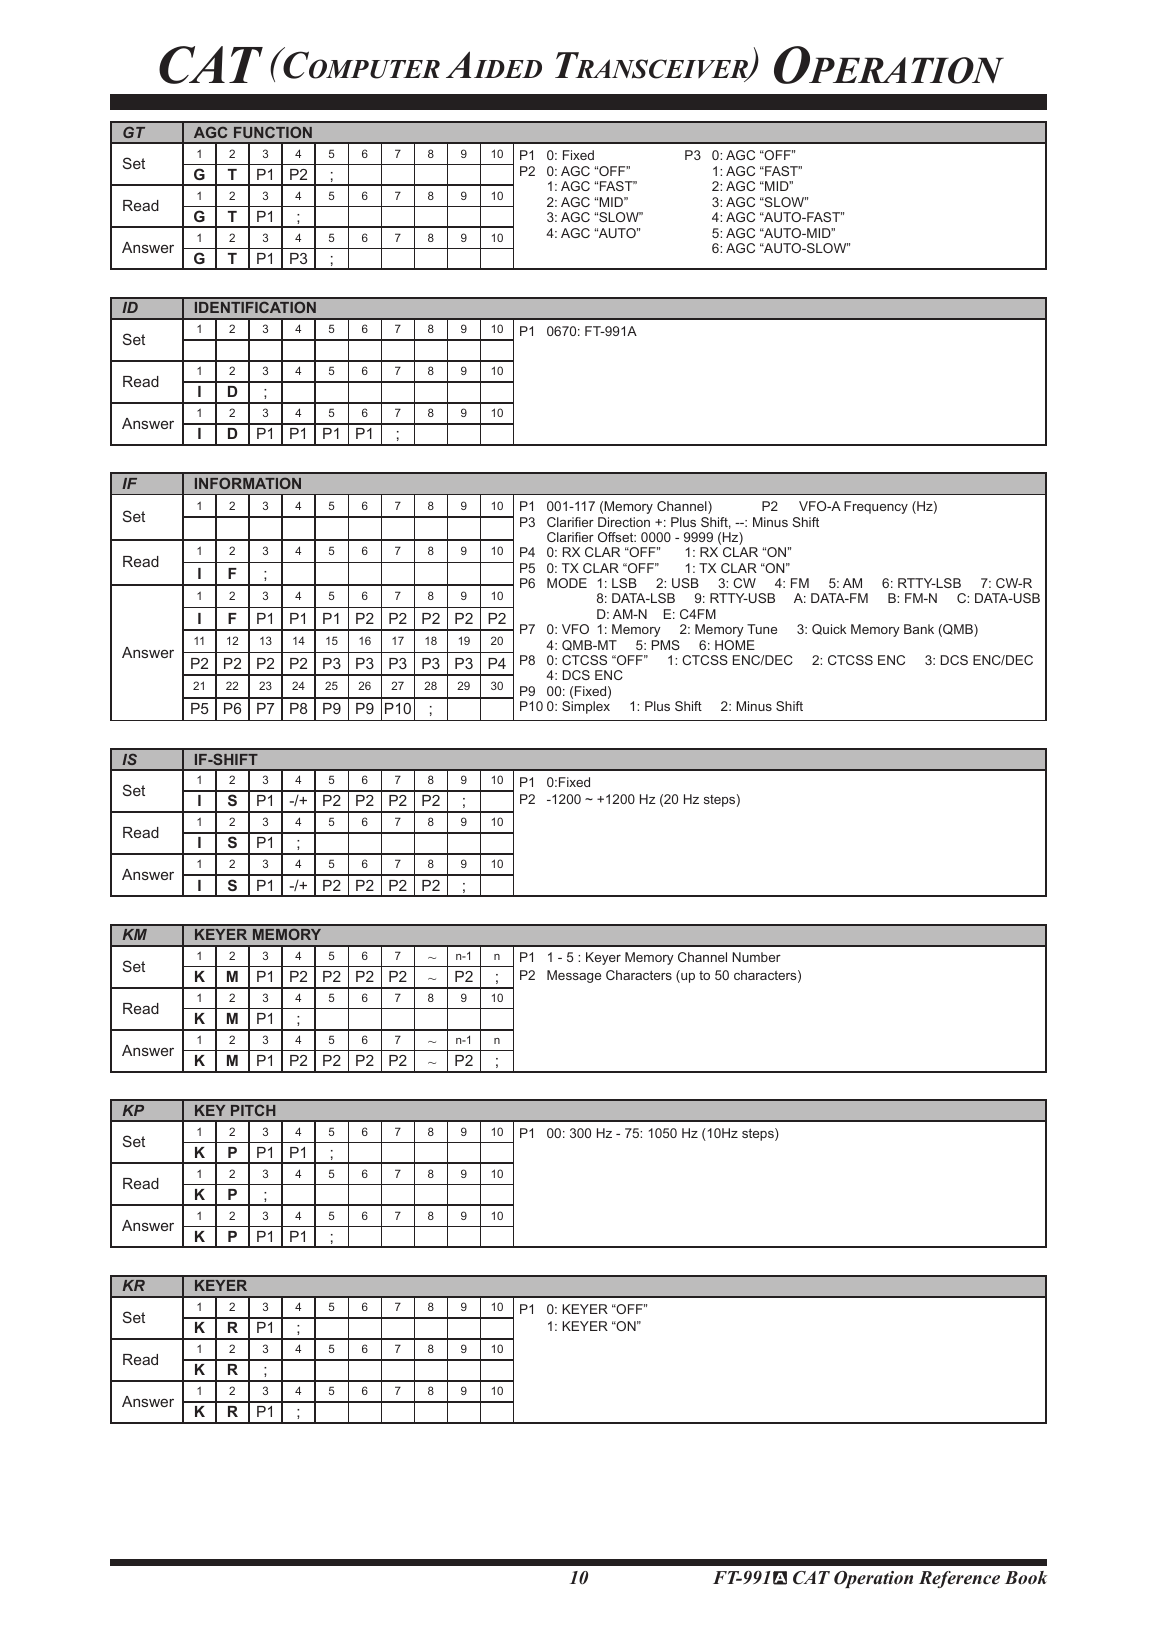 CAT (COMPUTER AIDED TRANSCEIVER) OPERATION
GT AGC FUNCTION
Set 1 2 3 4 5 6 7 8 9 10
G T P1 P2 ;
Read 1 2 3 4 5 6 7 8 9 10
G T P1 ;
Answer 1 2 3 4 5 6 7 8 9 10
G T P1 P3 ;
P1 0: Fixed
P2 0: AGC “OFF”
1: AGC “FAST”
2: AGC “MID”
3: AGC “SLOW”
4: AGC “AUTO”
P3 0: AGC “OFF”
1: AGC “FAST”
2: AGC “MID”
3: AGC “SLOW”
4: AGC “AUTO-FAST”
5: AGC “AUTO-MID”
6: AGC “AUTO-SLOW”
ID IDENTIFICATION
Set 1 2 3 4 5 6 7 8 9 10
Read 1 2 3 4 5 6 7 8 9 10
I D ;
Answer 1 2 3 4 5 6 7 8 9 10
I D P1 P1 P1 P1 ;
P1 0670: FT-991A
IF INFORMATION
Set 1 2 3 4 5 6 7 8 9 10
Read 1 2 3 4 5 6 7 8 9 10
I F ;
Answer 1 2 3 4 5 6 7 8 9 10
I F P1 P1 P1 P2 P2 P2 P2 P2
11 12 13 14 15 16 17 18 19 20
P2 P2 P2 P2 P3 P3 P3 P3 P3 P4
21 22 23 24 25 26 27 28 29 30
P5 P6 P7 P8 P9 P9 P10 ;
P1 001-117 (Memory Channel) P2 VFO-A Frequency (Hz)
P3 Clarifier Direction +: Plus Shift, --: Minus Shift
Clarifier Offset: 0000 - 9999 (Hz)
P4 0: RX CLAR “OFF” 1: RX CLAR “ON”
P5 0: TX CLAR “OFF” 1: TX CLAR “ON”
P6 MODE 1: LSB 2: USB 3: CW 4: FM 5: AM 6: RTTY-LSB 7: CW-R
8: DATA-LSB 9: RTTY-USB A: DATA-FM B: FM-N C: DATA-USB
D: AM-N E: C4FM
P7 0: VFO 1: Memory 2: Memory Tune 3: Quick Memory Bank (QMB)
4: QMB-MT 5: PMS 6: HOME
P8 0: CTCSS “OFF” 1: CTCSS ENC/DEC 2: CTCSS ENC 3: DCS ENC/DEC
4: DCS ENC
P9 00: (Fixed)
P10 0: Simplex 1: Plus Shift 2: Minus Shift
IS IF-SHIFT
Set 1 2 3 4 5 6 7 8 9 10
I S P1 -/+ P2 P2 P2 P2 ;
Read 1 2 3 4 5 6 7 8 9 10
I S P1 ;
Answer 1 2 3 4 5 6 7 8 9 10
I S P1 -/+ P2 P2 P2 P2 ;
P1 0:Fixed
P2 -1200 ~ +1200 Hz (20 Hz steps)
KM KEYER MEMORY
Set 1 2 3 4 5 6 7 ~ n-1 n
K M P1 P2 P2 P2 P2 ~ P2 ;
Read 1 2 3 4 5 6 7 8 9 10
K M P1 ;
Answer 1 2 3 4 5 6 7 ~ n-1 n
K M P1 P2 P2 P2 P2 ~ P2 ;
P1 1 - 5 : Keyer Memory Channel Number
P2 Message Characters (up to 50 characters)
KP KEY PITCH
Set 1 2 3 4 5 6 7 8 9 10
K P P1 P1 ;
Read 1 2 3 4 5 6 7 8 9 10
K P ;
Answer 1 2 3 4 5 6 7 8 9 10
K P P1 P1 ;
P1 00: 300 Hz - 75: 1050 Hz (10Hz steps)
KR KEYER
Set 1 2 3 4 5 6 7 8 9 10
K R P1 ;
Read 1 2 3 4 5 6 7 8 9 10
K R ;
Answer 1 2 3 4 5 6 7 8 9 10
K R P1 ;
P1 0: KEYER “OFF”
1: KEYER “ON”
10 FT-991A CAT Operation Reference Book